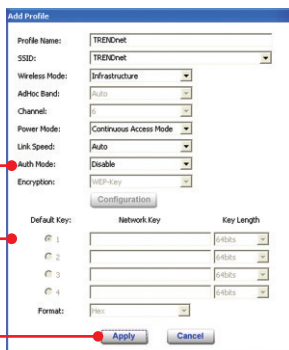 Add Profile
Profile Name: TRENDnet
SSID: TRENDnet
Wireless Mode: Infrastructure
AdHoc Band: Auto
Channel: 6
Power Mode: Continuous Access Mode
Link Speed: Auto
Auth Mode: Disable
Encryption: WEP-Key
Configuration
Default Key: Network Key Key Length
1 64bits
2 64bits
3 64bits
4 64bits
Format: Hex
Apply Cancel